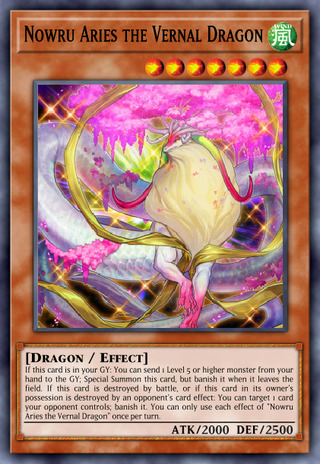 Nowru Aries the Vernal Dragon
WIND
風
[Dragon / Effect]
If this card is in your GY: You can send 1 Level 5 or higher monster from your
hand to the GY; Special Summon this card, but banish it when it leaves the
field. If this card is destroyed by battle, or if this card in its owner's
possession is destroyed by an opponent's card effect: You can target 1 card
your opponent controls; banish it. You can only use each effect of "Nowru
Aries the Vernal Dragon" once per turn.
ATK/2000 DEF/2500